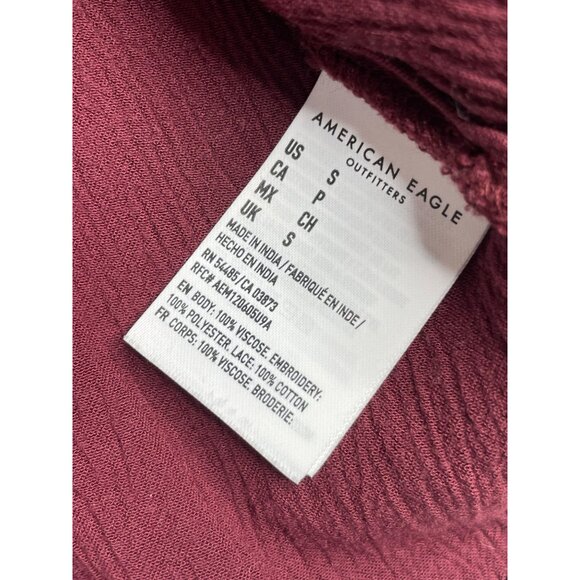 AMERICAN EAGLE
OUTFITTERS
US S
CA P
MX CH
UK S
MADE IN INDIA / FABRIQUÉ EN INDE /
HECHO EN INDIA
RN 54485 / CA 03873
RFC# AEM120605U9A
EN BODY: 100% VISCOSE. EMBROIDERY:
100% POLYESTER. LACE: 100% COTTON
FR CORPS: 100% VISCOSE. BRODERIE: